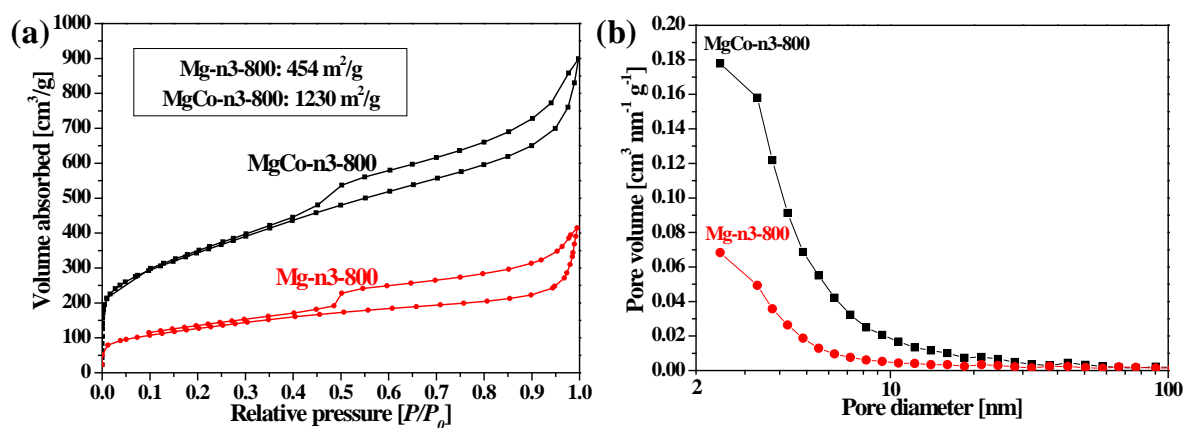 (a)
1000
900
800
700
600
500
400
300
200
100
0
Volume absorbed [cm³/g]
Mg-n3-800: 454 m²/g
MgCo-n3-800: 1230 m²/g
MgCo-n3-800
Mg-n3-800
0.0 0.1 0.2 0.3 0.4 0.5 0.6 0.7 0.8 0.9 1.0
Relative pressure [P/P₀]
(b)
MgCo-n3-800
0.20
0.18
0.16
0.14
0.12
0.10
0.08
0.06
0.04
0.02
0.00
Pore volume [cm³ nm⁻¹ g⁻¹]
Mg-n3-800
2 10 100
Pore diameter [nm]